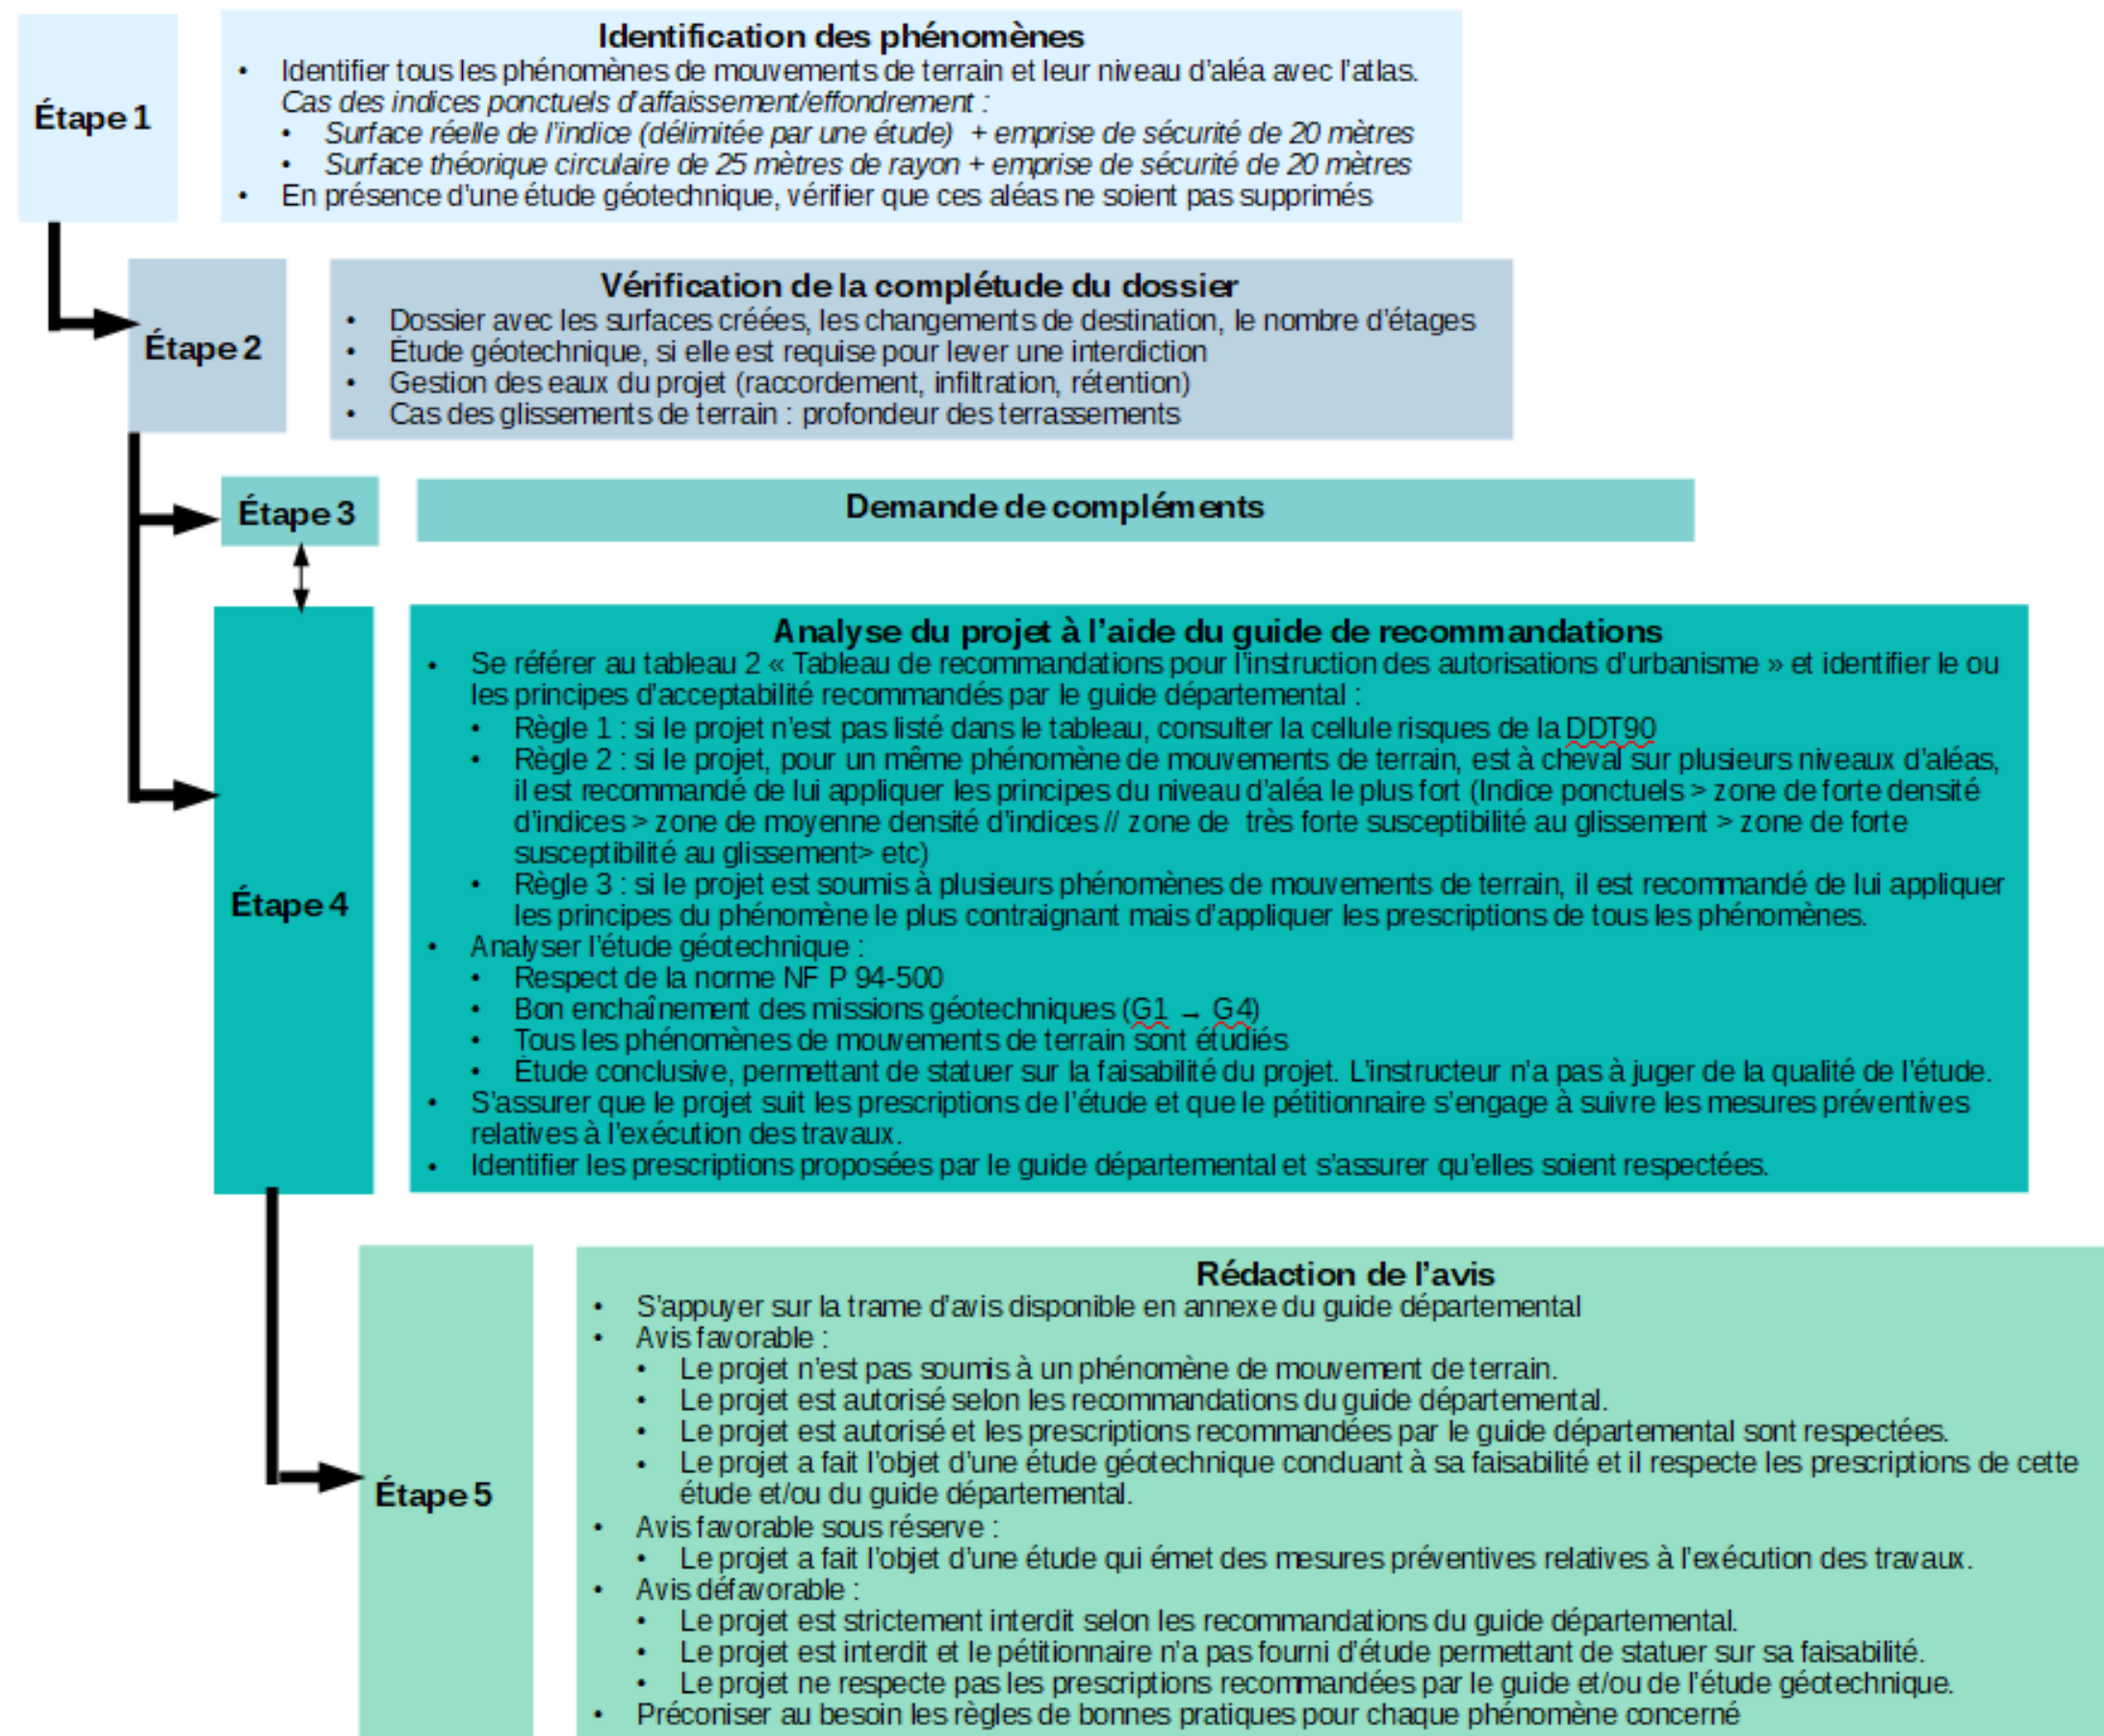 Étape 1
Identification des phénomènes
• Identifier tous les phénomènes de mouvements de terrain et leur niveau d’aléa avec l’atlas.
Cas des indices ponctuels d’affaissement/effondrement :
• Surface réelle de l’indice (délimitée par une étude) + emprise de sécurité de 20 mètres
• Surface théorique circulaire de 25 mètres de rayon + emprise de sécurité de 20 mètres
• En présence d’une étude géotechnique, vérifier que ces aléas ne soient pas supprimés
Étape 2
Vérification de la complétude du dossier
• Dossier avec les surfaces créées, les changements de destination, le nombre d’étages
• Étude géotechnique, si elle est requise pour lever une interdiction
• Gestion des eaux du projet (raccordement, infiltration, rétention)
• Cas des glissements de terrain : profondeur des terrassements
Étape 3
Demande de compléments
Étape 4
Analyse du projet à l’aide du guide de recommandations
• Se référer au tableau 2 « Tableau de recommandations pour l’instruction des autorisations d’urbanisme » et identifier le ou
les principes d’acceptabilité recommandés par le guide départemental :
• Règle 1 : si le projet n’est pas listé dans le tableau, consulter la cellule risques de la DDT90
• Règle 2 : si le projet, pour un même phénomène de mouvements de terrain, est à cheval sur plusieurs niveaux d’aléas,
il est recommandé de lui appliquer les principes du niveau d’aléa le plus fort (Indice ponctuels > zone de forte densité
d’indices > zone de moyenne densité d’indices // zone de très forte susceptibilité au glissement > zone de forte
susceptibilité au glissement> etc)
• Règle 3 : si le projet est soumis à plusieurs phénomènes de mouvements de terrain, il est recommandé de lui appliquer
les principes du phénomène le plus contraignant mais d’appliquer les prescriptions de tous les phénomènes.
• Analyser l’étude géotechnique :
• Respect de la norme NF P 94-500
• Bon enchaînement des missions géotechniques (G1 → G4)
• Tous les phénomènes de mouvements de terrain sont étudiés
• Étude conclusive, permettant de statuer sur la faisabilité du projet. L’instructeur n’a pas à juger de la qualité de l’étude.
• S’assurer que le projet suit les prescriptions de l’étude et que le pétitionnaire s’engage à suivre les mesures préventives
relatives à l’exécution des travaux.
• Identifier les prescriptions proposées par le guide départemental et s’assurer qu’elles soient respectées.
Étape 5
Rédaction de l’avis
• S’appuyer sur la trame d’avis disponible en annexe du guide départemental
• Avis favorable :
• Le projet n’est pas soumis à un phénomène de mouvement de terrain.
• Le projet est autorisé selon les recommandations du guide départemental.
• Le projet est autorisé et les prescriptions recommandées par le guide départemental sont respectées.
• Le projet a fait l’objet d’une étude géotechnique concluant à sa faisabilité et il respecte les prescriptions de cette
étude et/ou du guide départemental.
• Avis favorable sous réserve :
• Le projet a fait l’objet d’une étude qui émet des mesures préventives relatives à l’exécution des travaux.
• Avis défavorable :
• Le projet est strictement interdit selon les recommandations du guide départemental.
• Le projet est interdit et le pétitionnaire n’a pas fourni d’étude permettant de statuer sur sa faisabilité.
• Le projet ne respecte pas les prescriptions recommandées par le guide et/ou de l’étude géotechnique.
• Préconiser au besoin les règles de bonnes pratiques pour chaque phénomène concerné